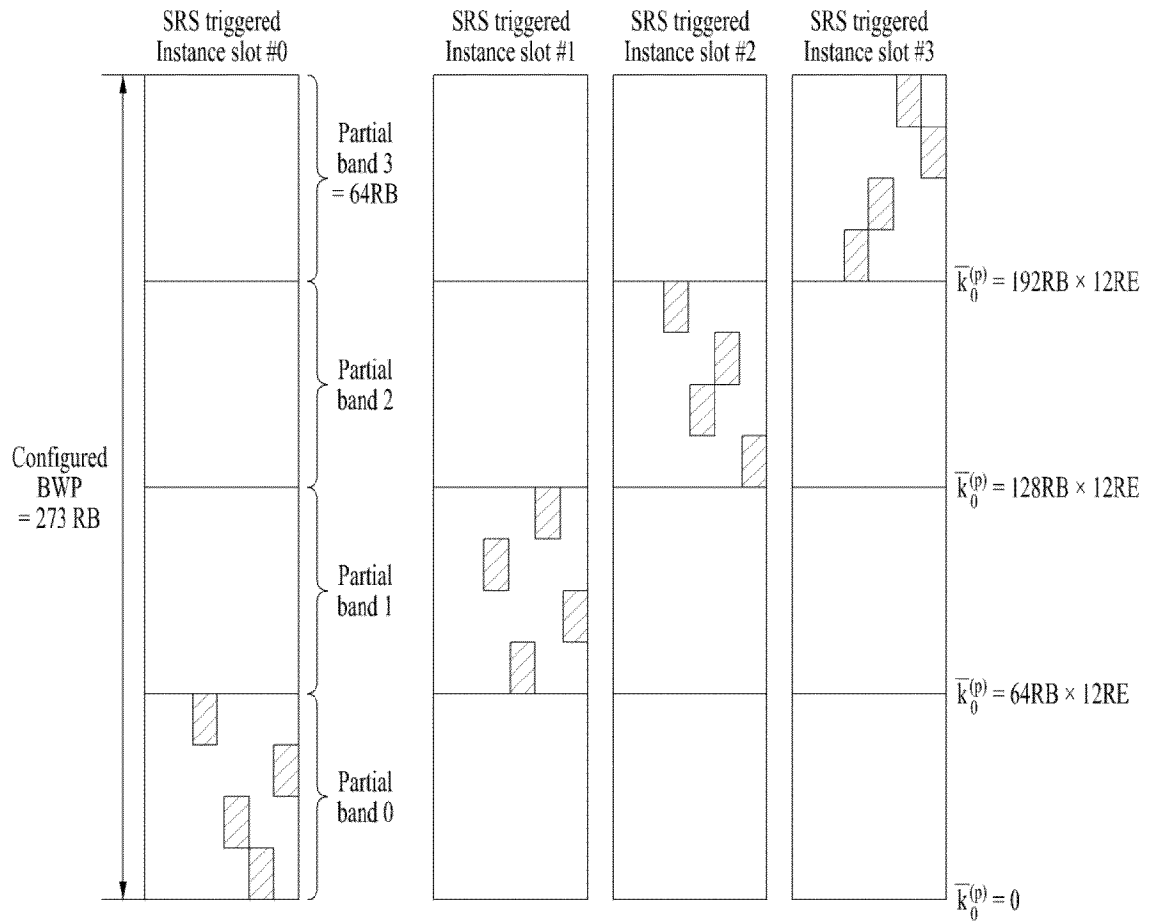 SRS triggered
Instance slot #0
SRS triggered
Instance slot #1
SRS triggered
Instance slot #2
SRS triggered
Instance slot #3
Partial
band 3
= 64RB
Partial
band 2
Partial
band 1
Partial
band 0
Configured
BWP
= 273 RB
k̅₀⁽ᵖ⁾ = 192RB × 12RE
k̅₀⁽ᵖ⁾ = 128RB × 12RE
k̅₀⁽ᵖ⁾ = 64RB × 12RE
k̅₀⁽ᵖ⁾ = 0